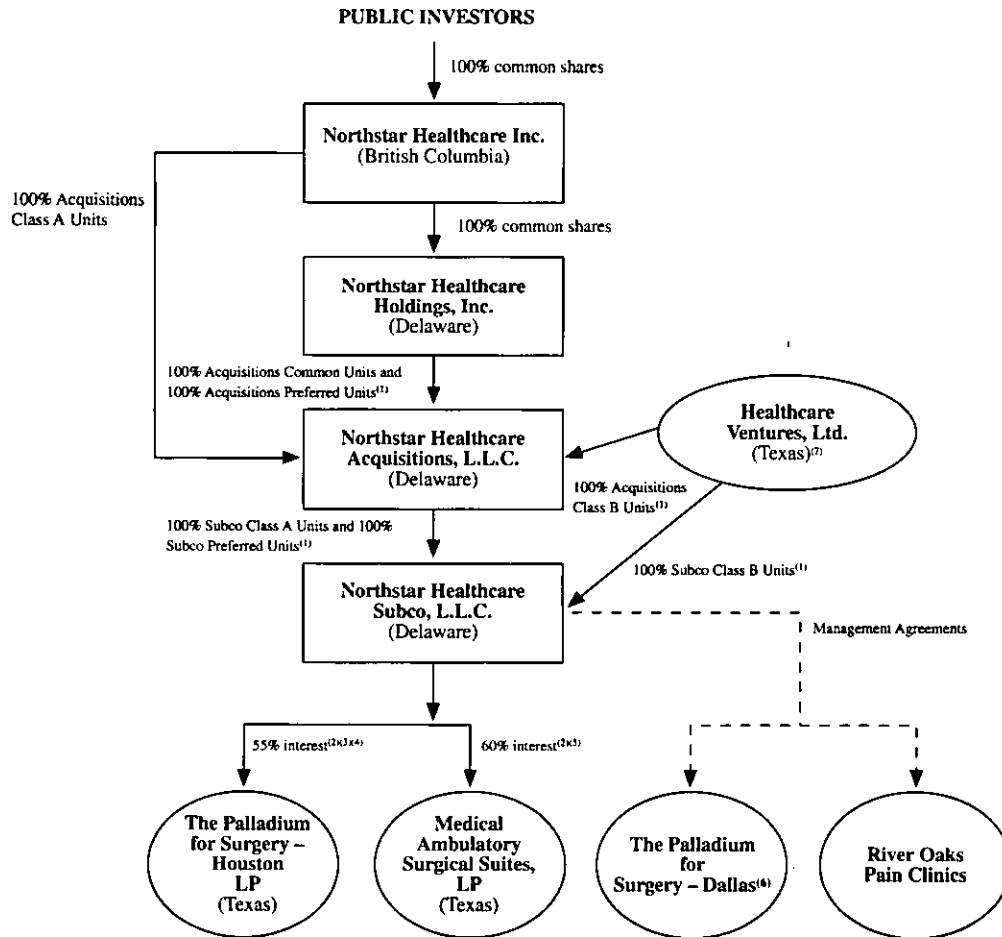 PUBLIC INVESTORS
100% common shares
Northstar Healthcare Inc.
(British Columbia)
100% Acquisitions
Class A Units
100% common shares
Northstar Healthcare
Holdings, Inc.
(Delaware)
100% Acquisitions Common Units and
100% Acquisitions Preferred Units(1)
Healthcare
Ventures, Ltd.
(Texas)(7)
Northstar Healthcare
Acquisitions, L.L.C.
(Delaware)
100% Acquisitions
Class B Units(1)
100% Subco Class A Units and 100%
Subco Preferred Units(1)
100% Subco Class B Units(1)
Northstar Healthcare
Subco, L.L.C.
(Delaware)
Management Agreements
55% interest(2)(3)(4)
60% interest(2)(5)
The Palladium
for Surgery –
Houston
LP
(Texas)
Medical
Ambulatory
Surgical Suites,
LP
(Texas)
The Palladium
for
Surgery – Dallas(6)
River Oaks
Pain Clinics